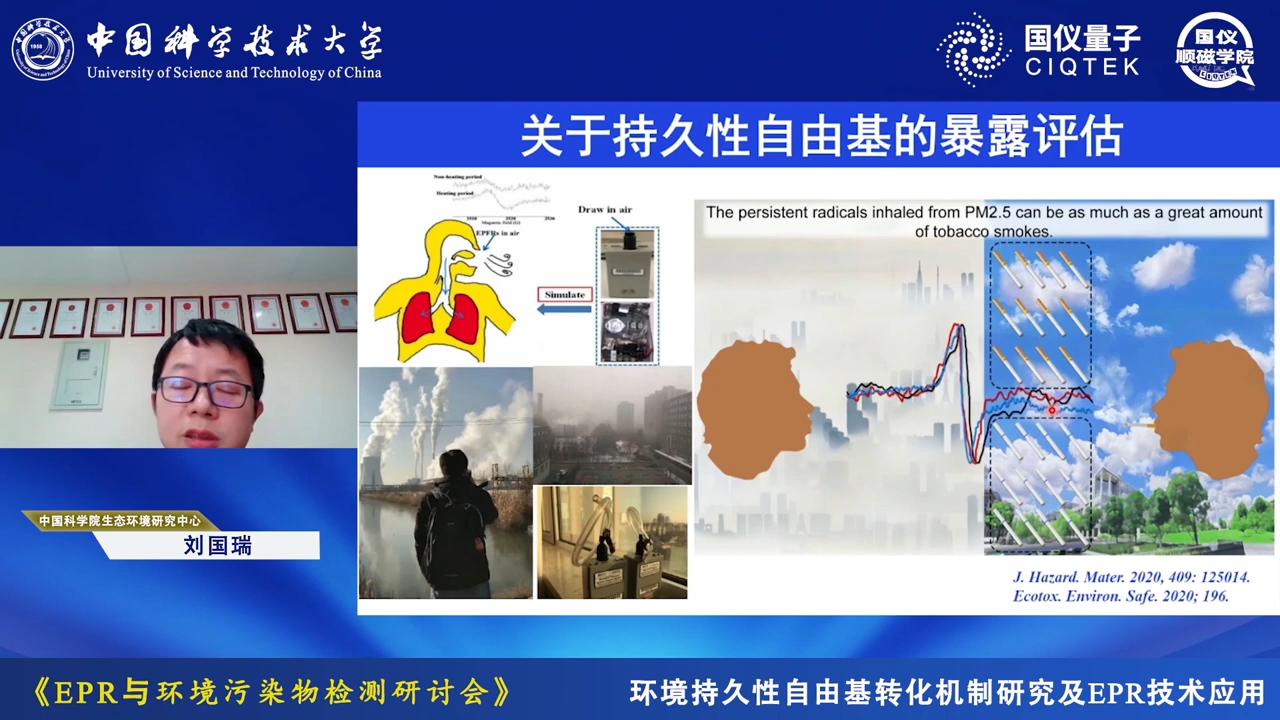 中国科学技术大学
University of Science and Technology of China
1958
国仪量子
CIQTEK
国仪
顺磁学院
CIQTEK
关于持久性自由基的暴露评估
Non-heating period
Heating period
Magnetic field (G)
EPFRs in air
Draw in air
Simulate
The persistent radicals inhaled from PM2.5 can be as much as a great amount
of tobacco smokes.
J. Hazard. Mater. 2020, 409: 125014.
Ecotox. Environ. Safe. 2020; 196.
中国科学院生态环境研究中心
刘国瑞
《EPR与环境污染物检测研讨会》
环境持久性自由基转化机制研究及EPR技术应用